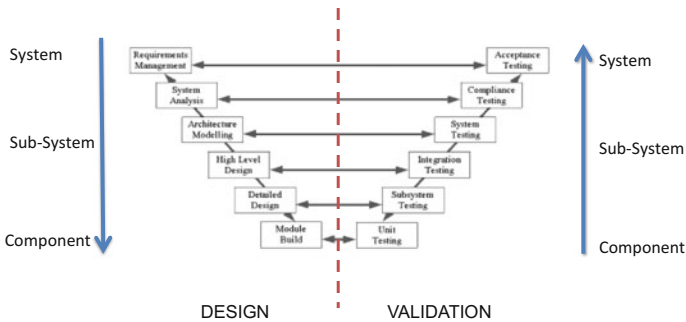 System
Sub-System
Component
Requirements
Management
System
Analysis
Architecture
Modelling
High Level
Design
Detailed
Design
Module
Build
Acceptance
Testing
Compliance
Testing
System
Testing
Integration
Testing
Subsystem
Testing
Unit
Testing
System
Sub-System
Component
DESIGN
VALIDATION